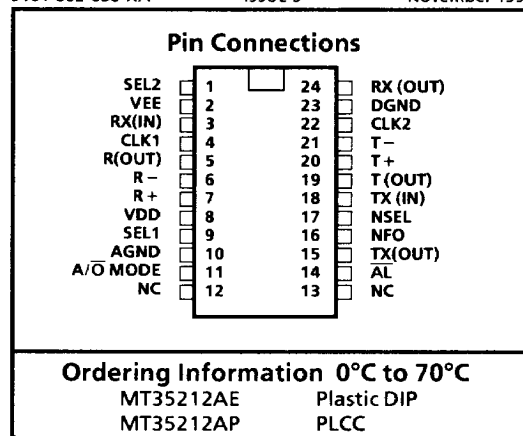 ISSUE 3
Pin Connections
SEL2 1 24 RX (OUT)
VEE 2 23 DGND
RX(IN) 3 22 CLK2
CLK1 4 21 T−
R(OUT) 5 20 T+
R− 6 19 T (OUT)
R+ 7 18 TX (IN)
VDD 8 17 NSEL
SEL1 9 16 NFO
AGND 10 15 TX(OUT)
A/O̅ MODE 11 14 A̅L̅
NC 12 13 NC
Ordering Information 0°C to 70°C
MT35212AE Plastic DIP
MT35212AP PLCC